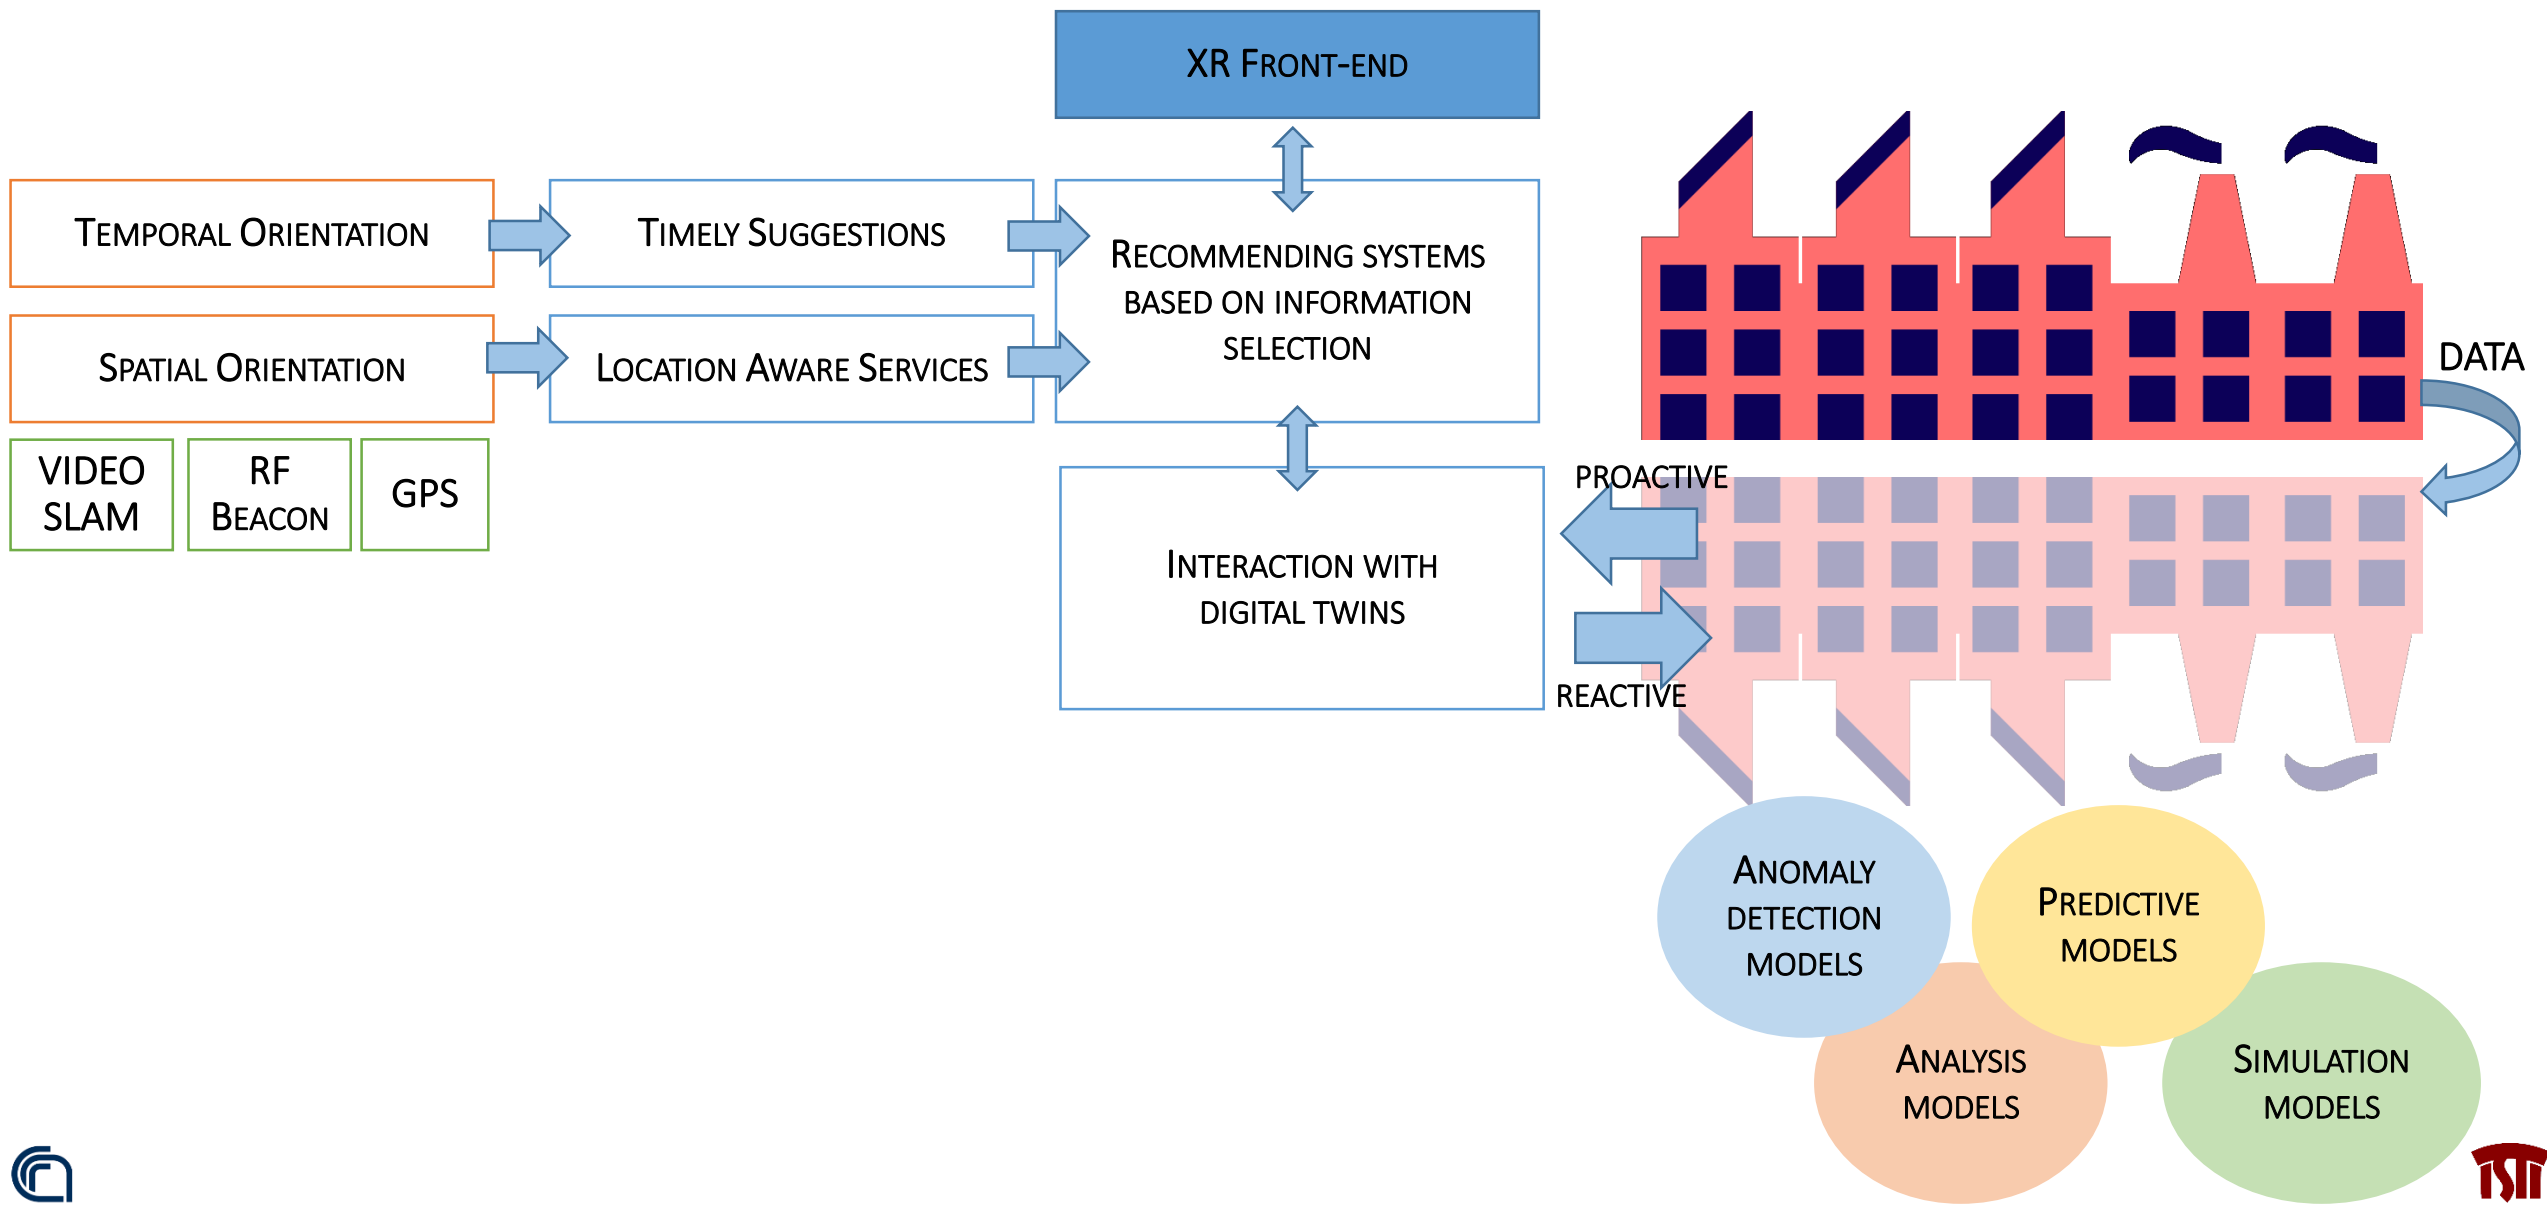 XR Front-end
Temporal Orientation
Timely Suggestions
Recommending systems
based on information
selection
Spatial Orientation
Location Aware Services
VIDEO
SLAM
RF
Beacon
GPS
Interaction with
digital twins
DATA
proactive
reactive
Anomaly
detection
models
Predictive
models
Analysis
models
Simulation
models
ISTI